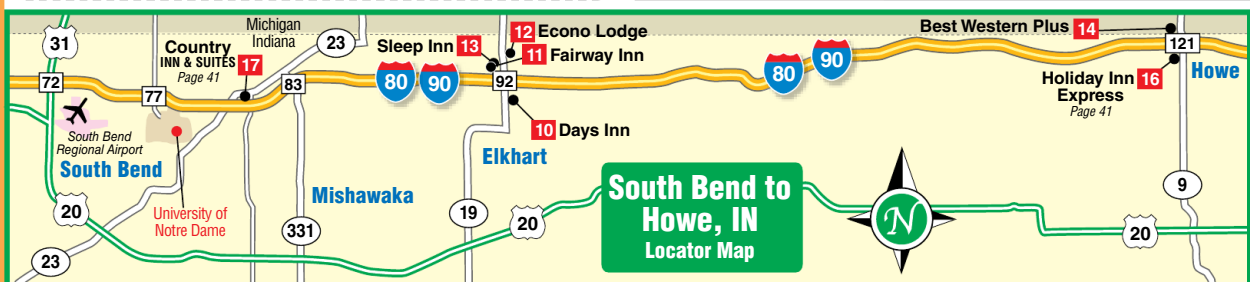 31
Michigan
Indiana
23
Country
INN & SUITES
Page 41
17
Sleep Inn 13
12 Econo Lodge
11 Fairway Inn
Best Western Plus 14
121
Howe
72
77
83
80
90
92
80
90
Holiday Inn
Express
16
Page 41
South Bend
Regional Airport
South Bend
10 Days Inn
Elkhart
Mishawaka
University of
Notre Dame
20
23
331
19
20
South Bend to
Howe, IN
Locator Map
N
9
20